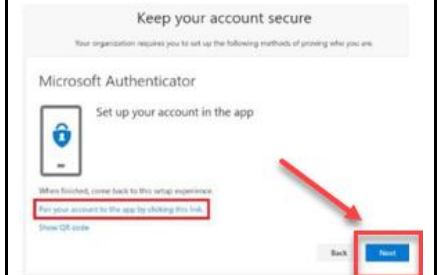 Keep your account secure
Your organization requires you to set up the following methods of proving who you are.
Microsoft Authenticator
Set up your account in the app
When finished, come back to this setup experience.
Pair your account to the app by clicking this link.
Show QR code
Back
Next